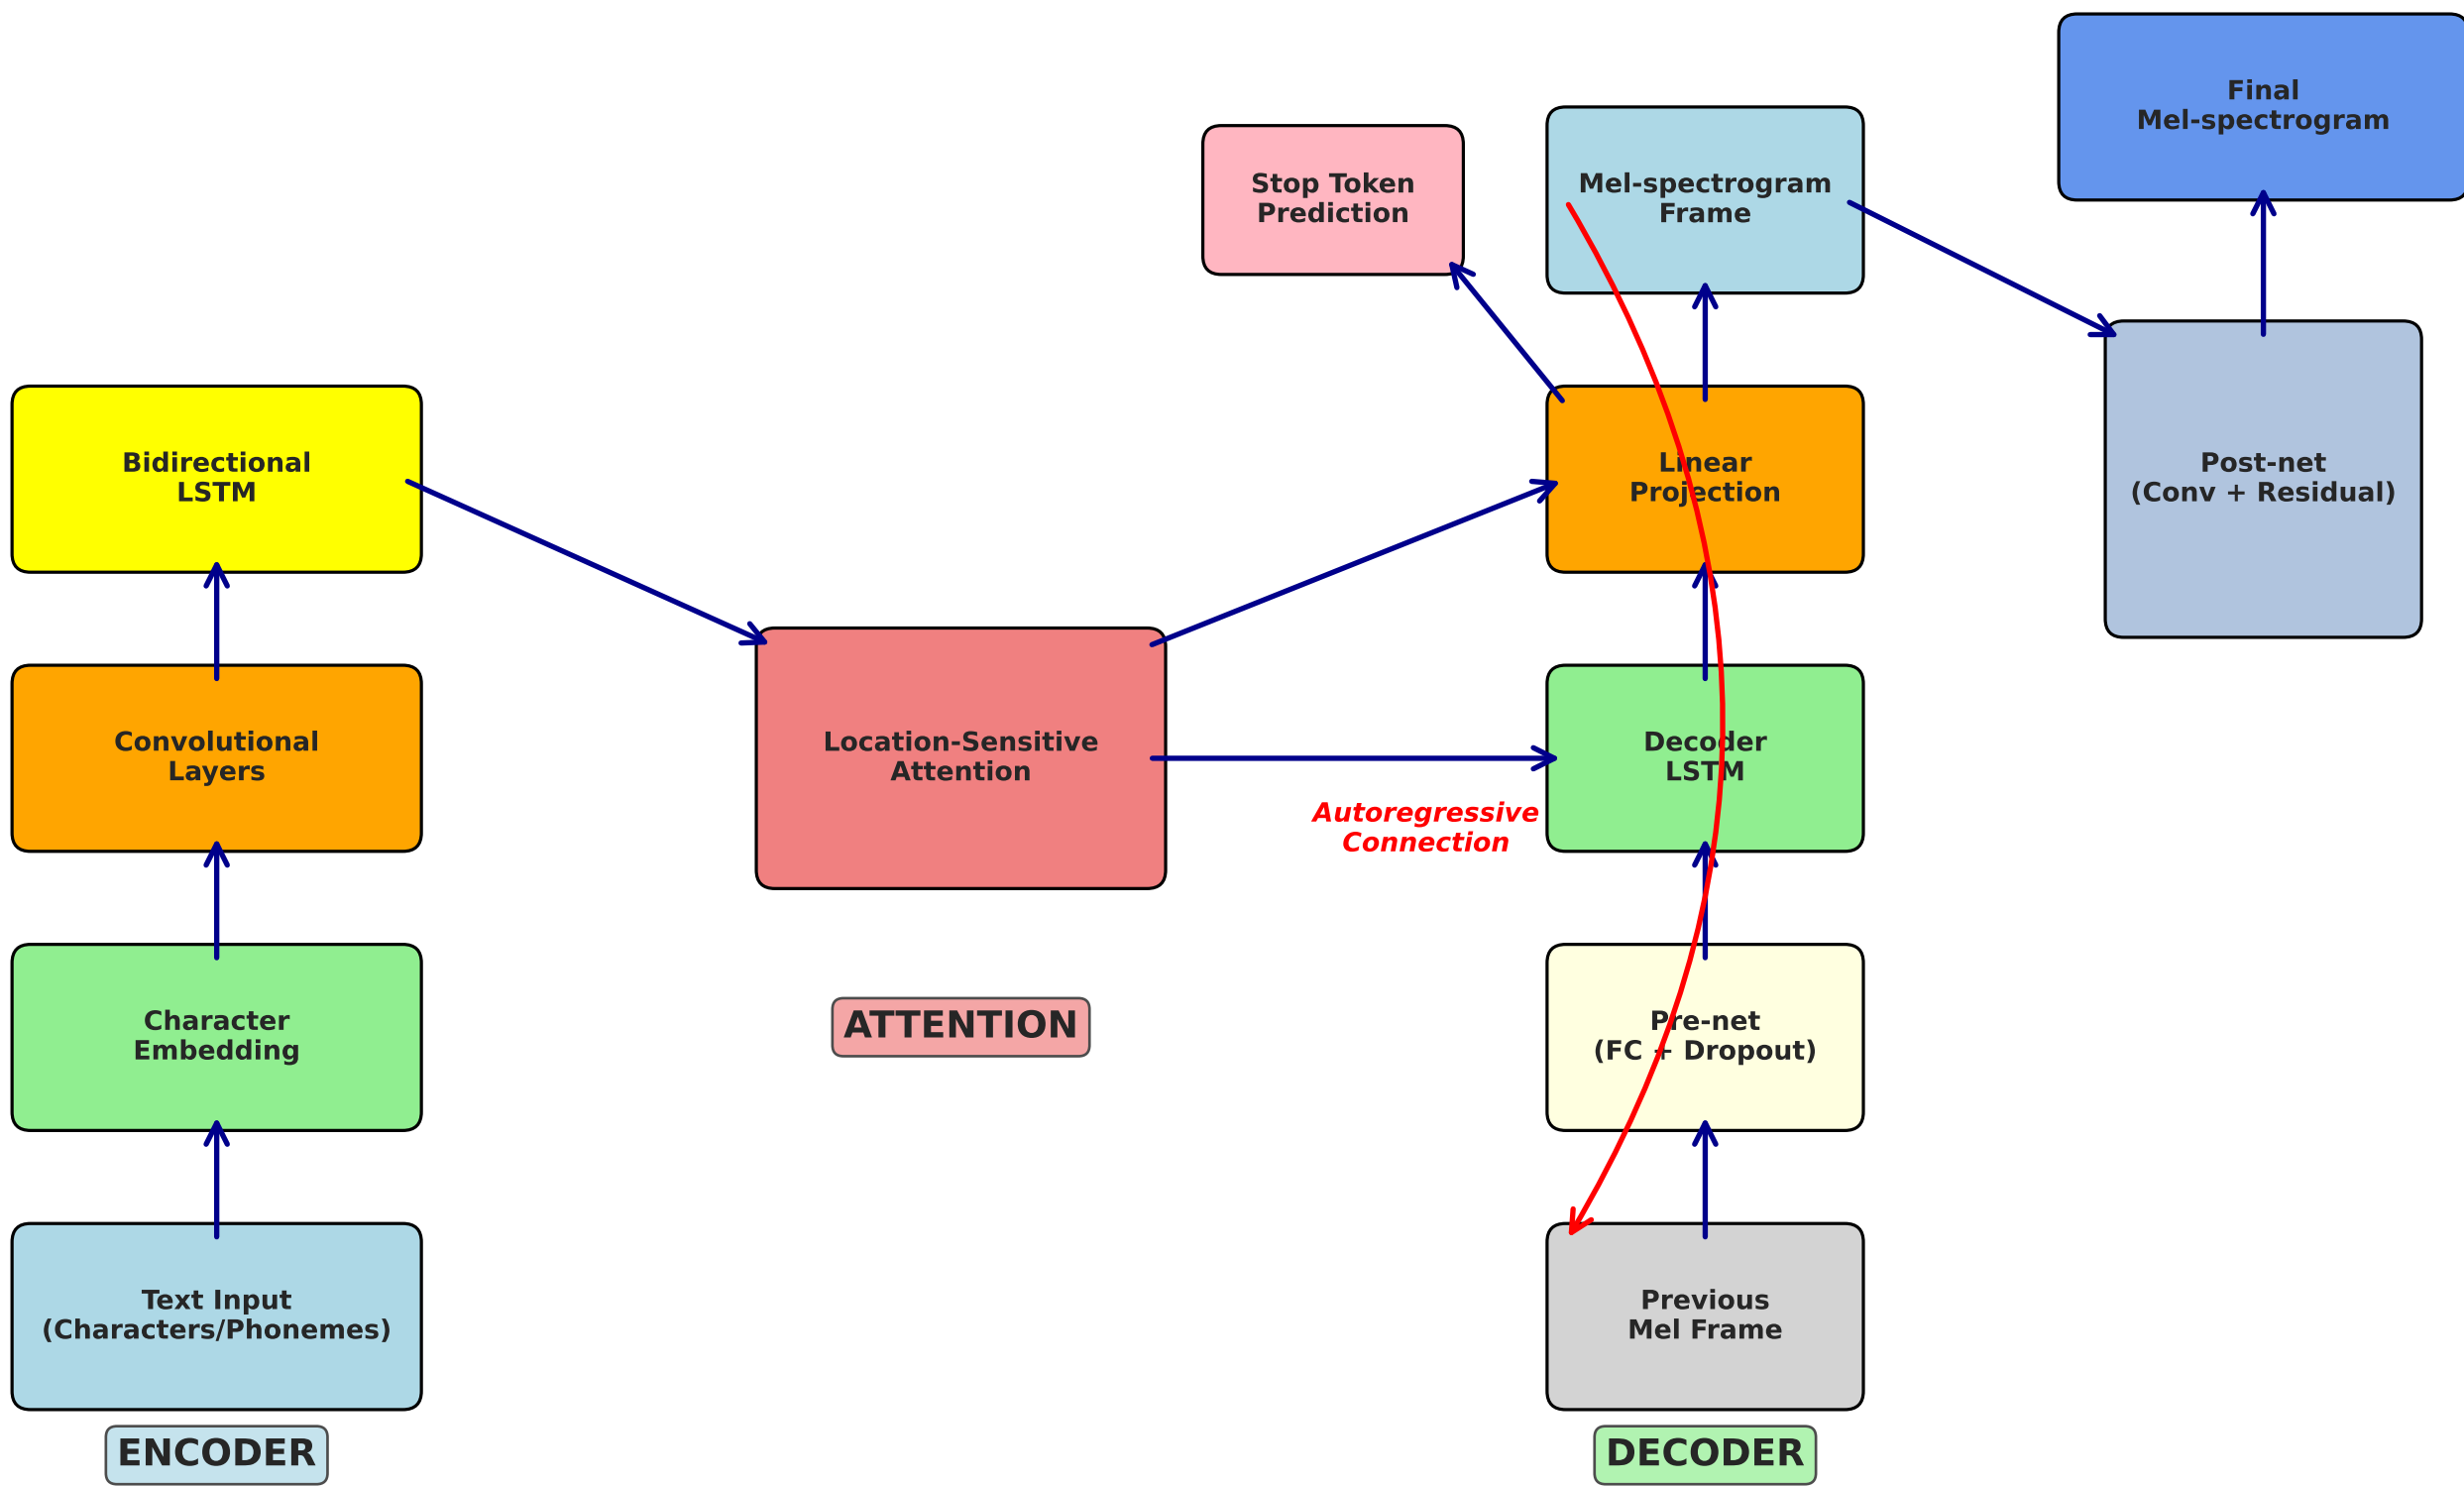 Final
Mel-spectrogram
Stop Token
Prediction
Mel-spectrogram
Frame
Bidirectional
LSTM
Linear
Projection
Post-net
(Conv + Residual)
Convolutional
Layers
Location-Sensitive
Attention
Decoder
LSTM
Autoregressive
Connection
Character
Embedding
ATTENTION
Pre-net
(FC + Dropout)
Text Input
(Characters/Phonemes)
Previous
Mel Frame
ENCODER
DECODER